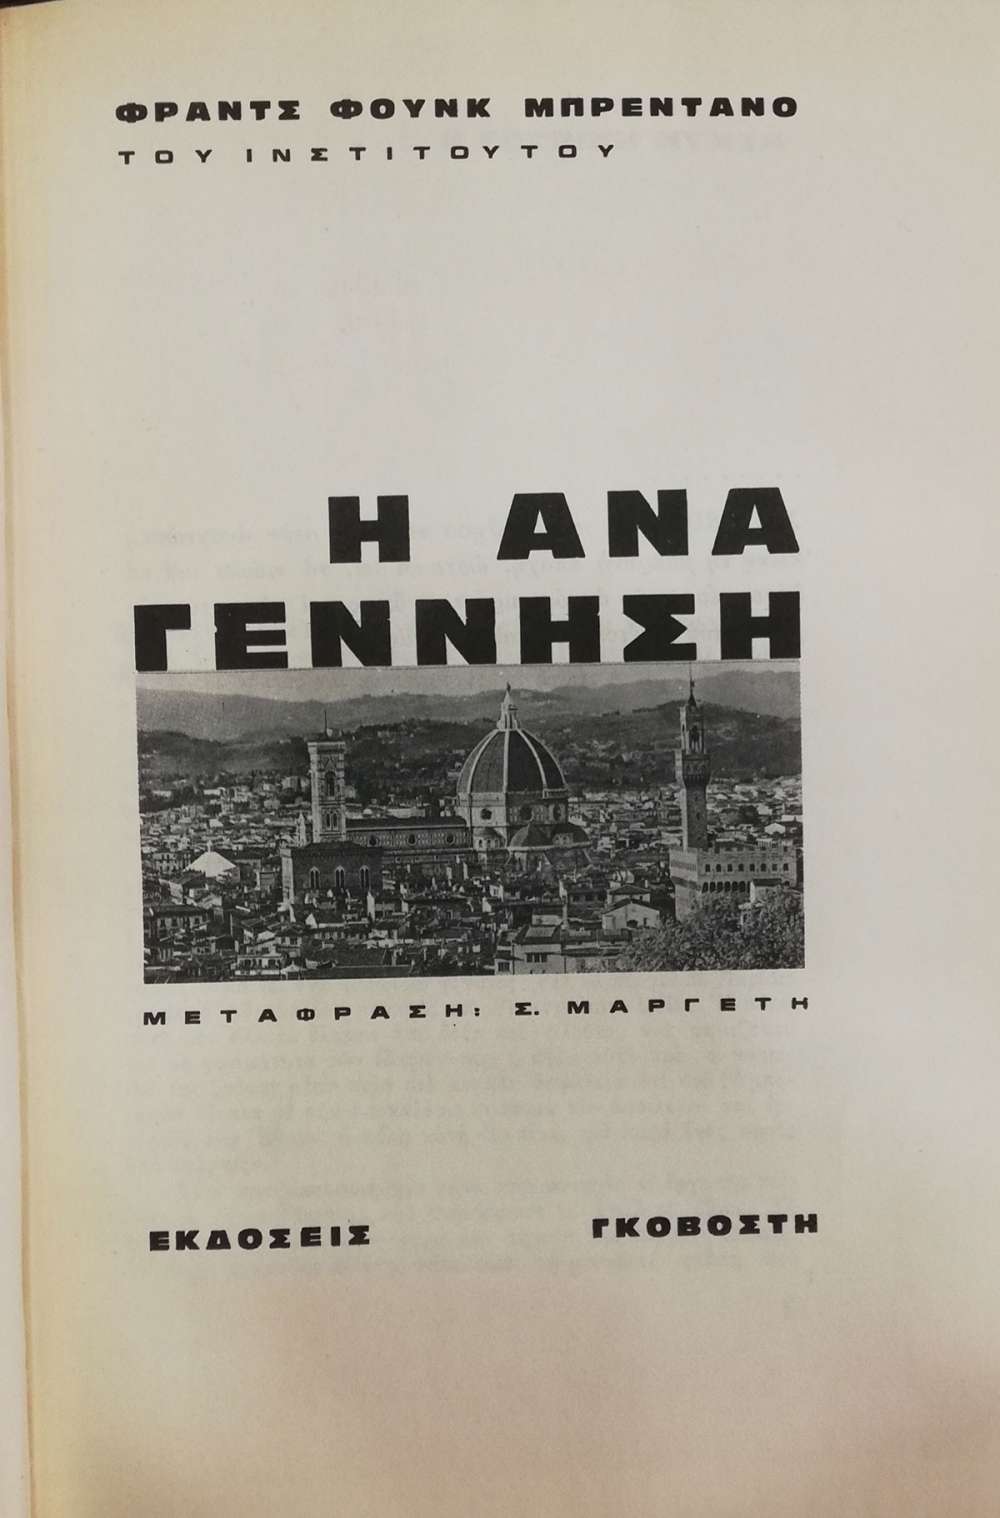 ΦΡΑΝΤΣ ΦΟΥΝΚ ΜΠΡΕΝΤΑΝΟ
ΤΟΥ ΙΝΣΤΙΤΟΥΤΟΥ
Η ΑΝΑ
ΓΕΝΝΗΣΗ
ΜΕΤΑΦΡΑΣΗ: Σ. ΜΑΡΓΕΤΗ
ΕΚΔΟΣΕΙΣ ΓΚΟΒΟΣΤΗ